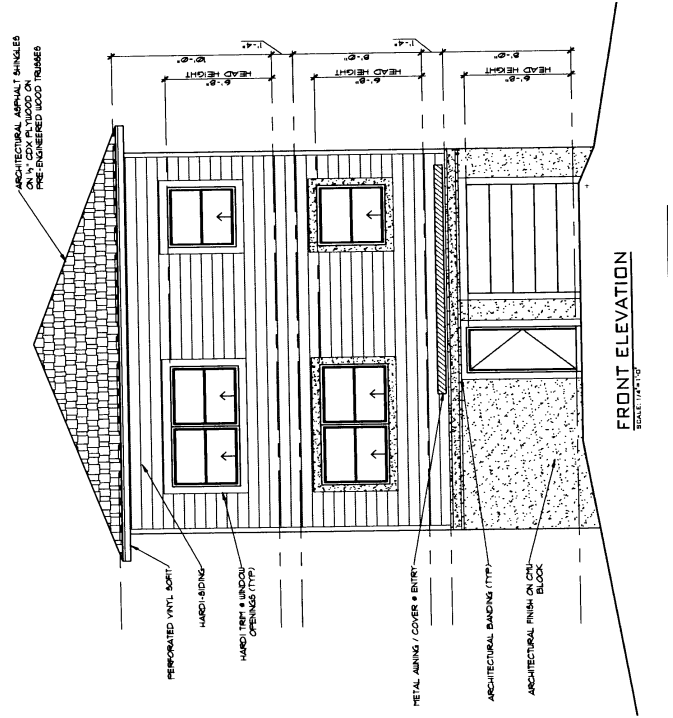 ARCHITECTURAL ASPHALT SHINGLES
ON ½" CDX PLYWOOD ON
PRE-ENGINEERED WOOD TRUSSES
10'-0"
6'-8"
HEAD HEIGHT
1'-4"
8'-0"
6'-8"
HEAD HEIGHT
1'-4"
8'-0"
6'-8"
HEAD HEIGHT
PERFORATED VINYL SOFIT
HARDI-SIDING
HARDI TRIM @ WINDOW
OPENINGS (TYP)
METAL AWNING / COVER @ ENTRY
ARCHITECTURAL BANDING (TYP)
ARCHITECTURAL FINISH ON CMU
BLOCK
FRONT ELEVATION
SCALE: 1/4"=1'-0"